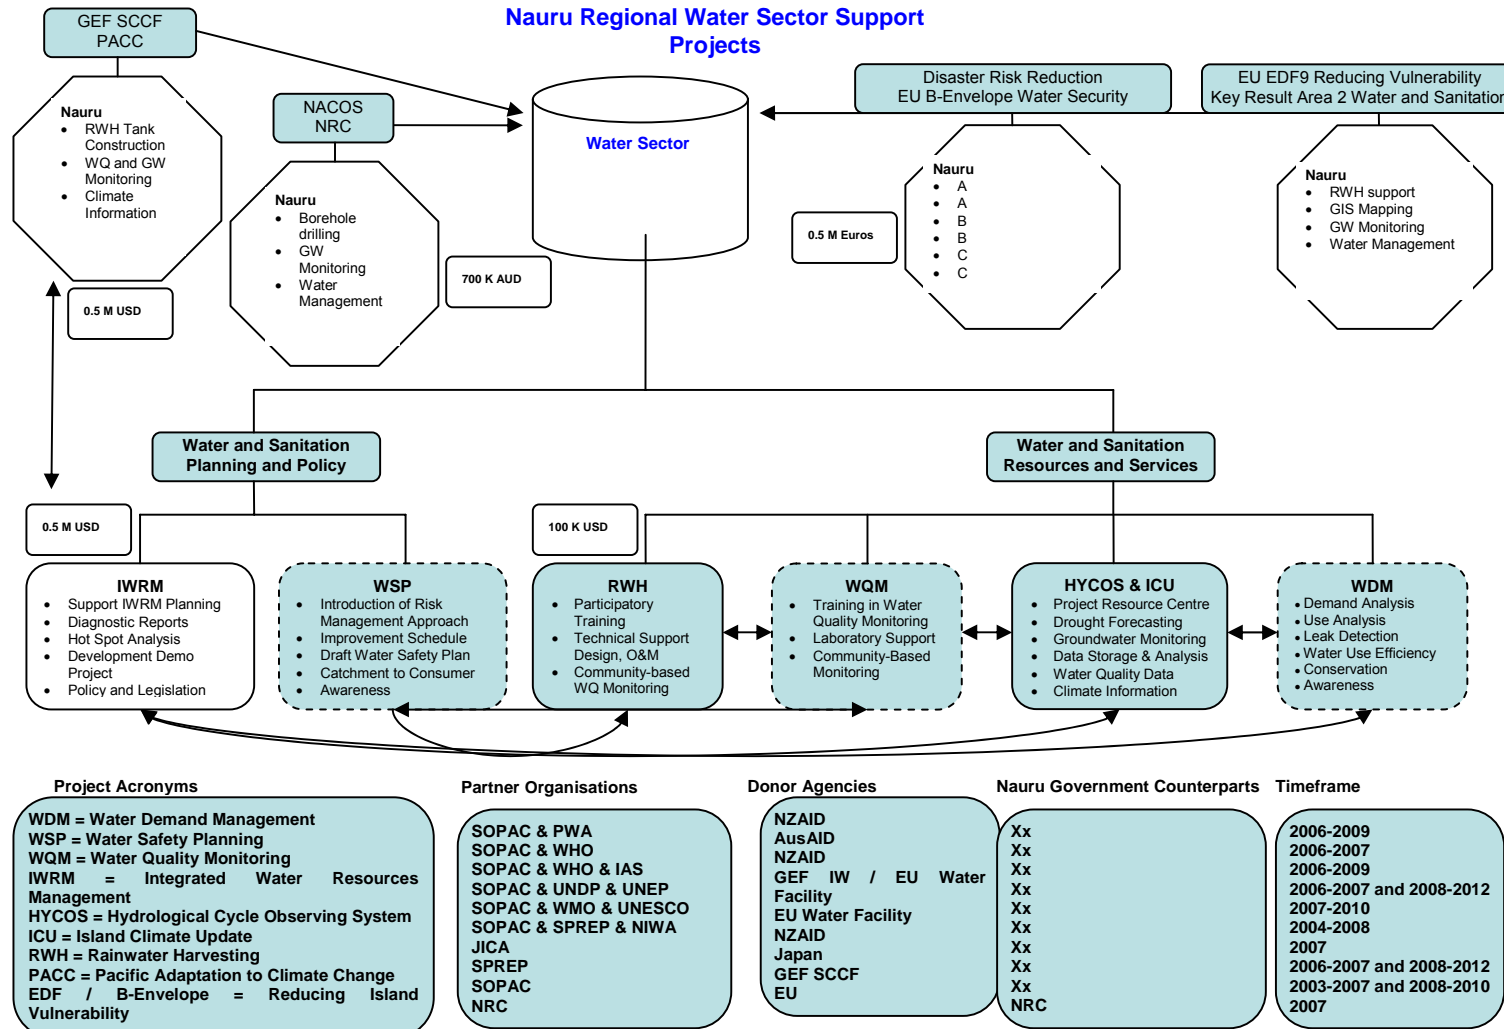 Nauru Regional Water Sector Support
Projects
GEF SCCF
PACC
Nauru
• RWH Tank
Construction
• WQ and GW
Monitoring
• Climate
Information
0.5 M USD
NACOS
NRC
Nauru
• Borehole
drilling
• GW
Monitoring
• Water
Management
700 K AUD
Water Sector
Disaster Risk Reduction
EU B-Envelope Water Security
0.5 M Euros
Nauru
• A
• A
• B
• B
• C
• C
EU EDF9 Reducing Vulnerability
Key Result Area 2 Water and Sanitation
Nauru
• RWH support
• GIS Mapping
• GW Monitoring
• Water Management
Water and Sanitation
Planning and Policy
Water and Sanitation
Resources and Services
0.5 M USD
100 K USD
IWRM
• Support IWRM Planning
• Diagnostic Reports
• Hot Spot Analysis
• Development Demo
Project
• Policy and Legislation
WSP
• Introduction of Risk
Management Approach
• Improvement Schedule
• Draft Water Safety Plan
• Catchment to Consumer
• Awareness
RWH
• Participatory
Training
• Technical Support
Design, O&M
• Community-based
WQ Monitoring
WQM
• Training in Water
Quality Monitoring
• Laboratory Support
• Community-Based
Monitoring
HYCOS & ICU
• Project Resource Centre
• Drought Forecasting
• Groundwater Monitoring
• Data Storage & Analysis
• Water Quality Data
• Climate Information
WDM
• Demand Analysis
• Use Analysis
• Leak Detection
• Water Use Efficiency
• Conservation
• Awareness
Project Acronyms
WDM = Water Demand Management
WSP = Water Safety Planning
WQM = Water Quality Monitoring
IWRM = Integrated Water Resources
Management
HYCOS = Hydrological Cycle Observing System
ICU = Island Climate Update
RWH = Rainwater Harvesting
PACC = Pacific Adaptation to Climate Change
EDF / B-Envelope = Reducing Island
Vulnerability
Partner Organisations
SOPAC & PWA
SOPAC & WHO
SOPAC & WHO & IAS
SOPAC & UNDP & UNEP
SOPAC & WMO & UNESCO
SOPAC & SPREP & NIWA
JICA
SPREP
SOPAC
NRC
Donor Agencies
NZAID
AusAID
NZAID
GEF IW / EU Water
Facility
EU Water Facility
NZAID
Japan
GEF SCCF
EU
Nauru Government Counterparts
Xx
Xx
Xx
Xx
Xx
Xx
Xx
Xx
Xx
NRC
Timeframe
2006-2009
2006-2007
2006-2009
2006-2007 and 2008-2012
2007-2010
2004-2008
2007
2006-2007 and 2008-2012
2003-2007 and 2008-2010
2007